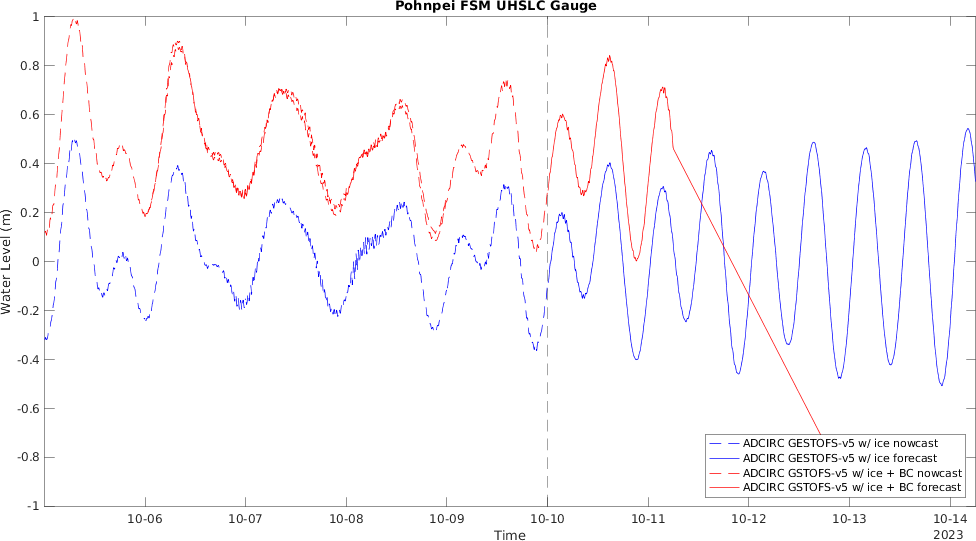 Pohnpei FSM UHSLC Gauge
1
0.8
0.6
0.4
0.2
0
-0.2
-0.4
-0.6
-0.8
-1
Water Level (m)
ADCIRC GESTOFS-v5 w/ ice nowcast
ADCIRC GESTOFS-v5 w/ ice forecast
ADCIRC GSTOFS-v5 w/ ice + BC nowcast
ADCIRC GSTOFS-v5 w/ ice + BC forecast
10-06 10-07 10-08 10-09 10-10 10-11 10-12 10-13 10-14
Time 2023